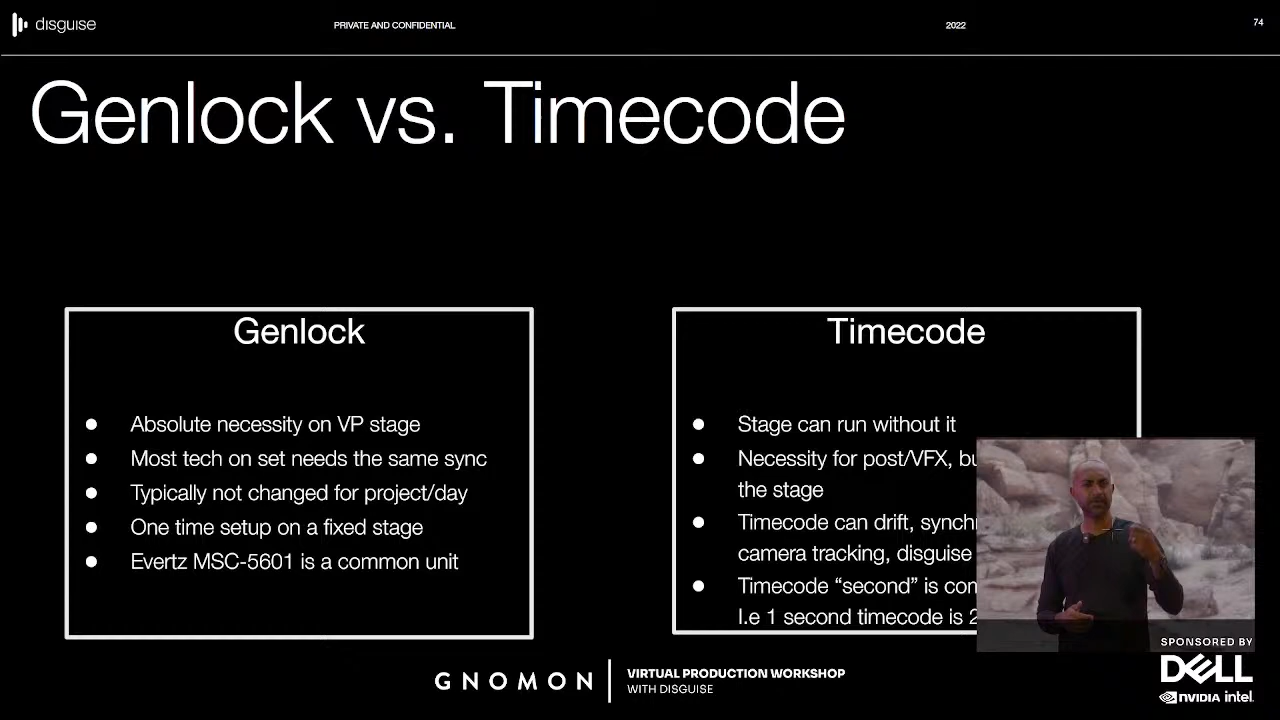 disguise
PRIVATE AND CONFIDENTIAL
2022
74
Genlock vs. Timecode
Genlock
● Absolute necessity on VP stage
● Most tech on set needs the same sync
● Typically not changed for project/day
● One time setup on a fixed stage
● Evertz MSC-5601 is a common unit
Timecode
● Stage can run without it
● Necessity for post/VFX,
the stage
● Timecode can drift,
camera tracking, disguise
● Timecode “second” is
I.e 1 second timecode is
SPONSORED BY
DELL
NVIDIA intel.
GNOMON
VIRTUAL PRODUCTION WORKSHOP
WITH DISGUISE